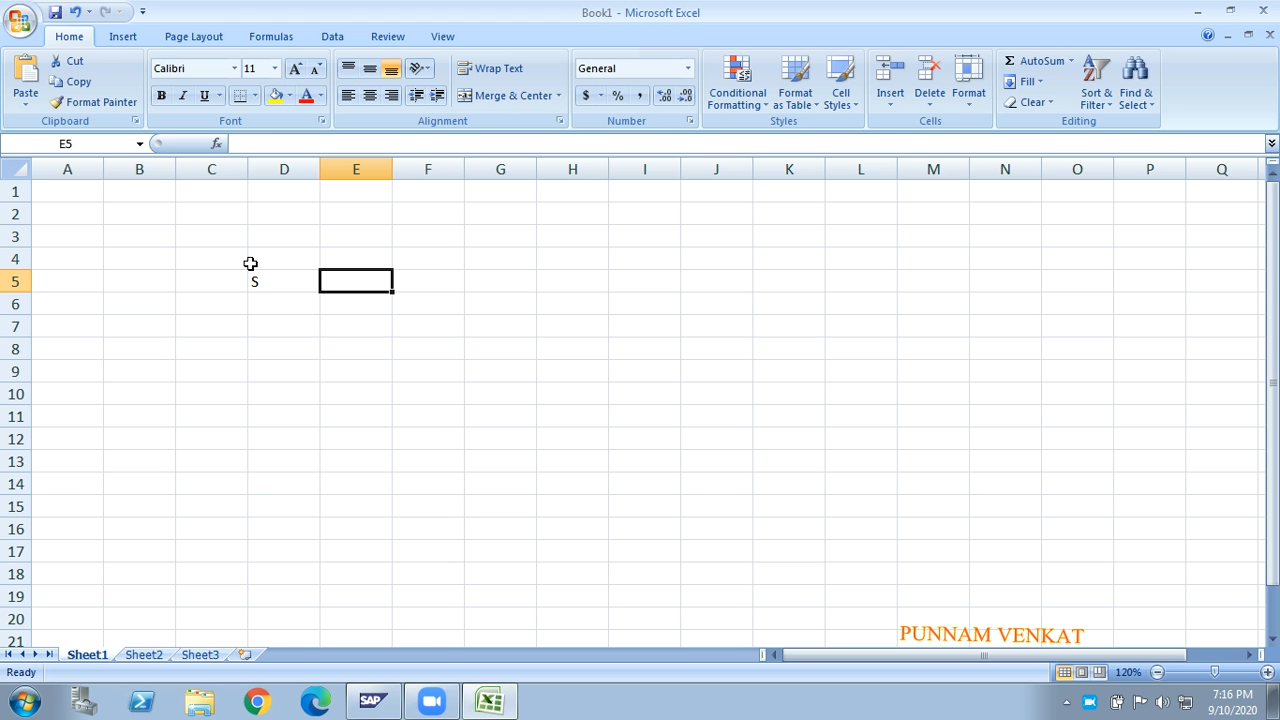 Book1 - Microsoft Excel
Home Insert Page Layout Formulas Data Review View
Paste
Cut
Copy
Format Painter
Clipboard
Calibri 11
B I U A
Font
Wrap Text
Merge & Center
Alignment
General
$ % ,
Number
Conditional Formatting
Format as Table
Cell Styles
Styles
Insert Delete Format
Cells
Σ AutoSum
Fill
Clear
Sort & Filter
Find & Select
Editing
E5 fx
A B C D E F G H I J K L M N O P Q
1
2
3
4
5 S
6
7
8
9
10
11
12
13
14
15
16
17
18
19
20
21
PUNNAM VENKAT
Sheet1 Sheet2 Sheet3
Ready 120%
SAP
7:16 PM
9/10/2020